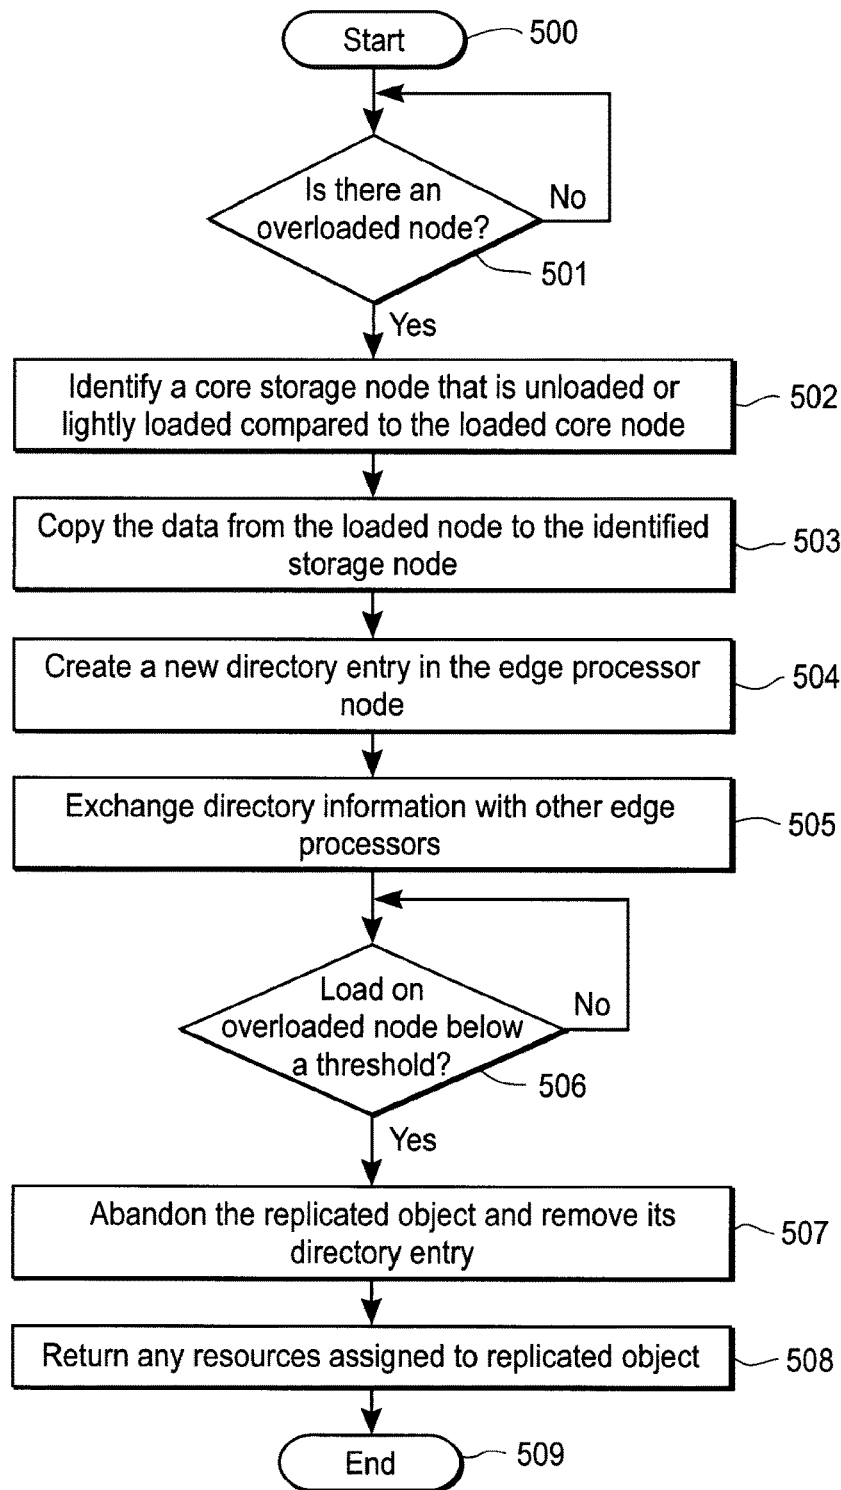 Start
500
Is there an
overloaded node?
No
501
Yes
Identify a core storage node that is unloaded or
lightly loaded compared to the loaded core node
502
Copy the data from the loaded node to the identified
storage node
503
Create a new directory entry in the edge processor
node
504
Exchange directory information with other edge
processors
505
Load on
overloaded node below
a threshold?
No
506
Yes
Abandon the replicated object and remove its
directory entry
507
Return any resources assigned to replicated object
508
End
509